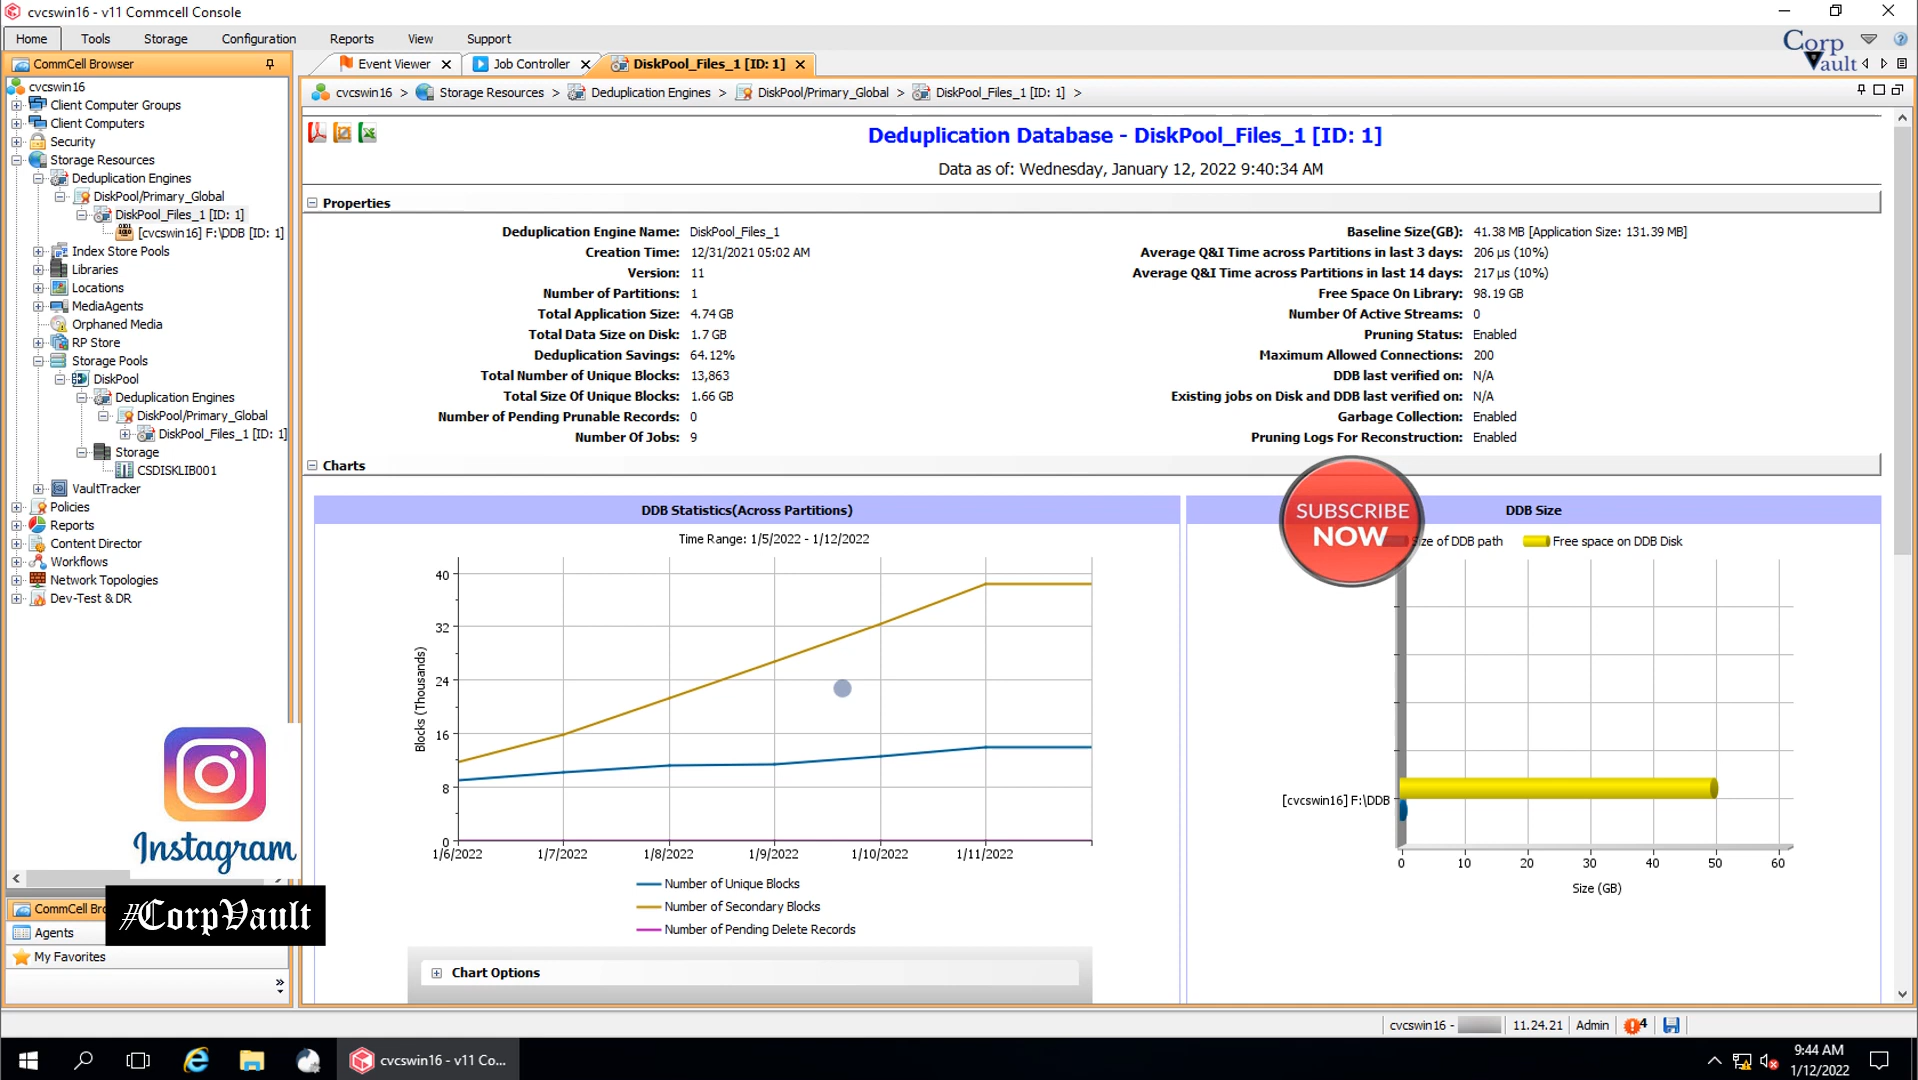 cvcswin16 - v11 Commcell Console
Home Tools Storage Configuration Reports View Support
Corp Vault
CommCell Browser
Event Viewer
Job Controller
DiskPool_Files_1 [ID: 1]
cvcswin16 > Storage Resources > Deduplication Engines > DiskPool/Primary_Global > DiskPool_Files_1 [ID: 1] >
cvcswin16
Client Computer Groups
Client Computers
Security
Storage Resources
Deduplication Engines
DiskPool/Primary_Global
DiskPool_Files_1 [ID: 1]
[cvcswin16] F:\DDB [ID: 1]
Index Store Pools
Libraries
Locations
MediaAgents
Orphaned Media
RP Store
Storage Pools
DiskPool
Deduplication Engines
DiskPool/Primary_Global
DiskPool_Files_1 [ID: 1]
Storage
CSDISKLIB001
VaultTracker
Policies
Reports
Content Director
Workflows
Network Topologies
Dev-Test & DR
Instagram
#CorpVault
CommCell Bro
Agents
My Favorites
Deduplication Database - DiskPool_Files_1 [ID: 1]
Data as of: Wednesday, January 12, 2022 9:40:34 AM
Properties
Deduplication Engine Name: DiskPool_Files_1
Creation Time: 12/31/2021 05:02 AM
Version: 11
Number of Partitions: 1
Total Application Size: 4.74 GB
Total Data Size on Disk: 1.7 GB
Deduplication Savings: 64.12%
Total Number of Unique Blocks: 13,863
Total Size Of Unique Blocks: 1.66 GB
Number of Pending Prunable Records: 0
Number Of Jobs: 9
Baseline Size(GB): 41.38 MB [Application Size: 131.39 MB]
Average Q&I Time across Partitions in last 3 days: 206 µs (10%)
Average Q&I Time across Partitions in last 14 days: 217 µs (10%)
Free Space On Library: 98.19 GB
Number Of Active Streams: 0
Pruning Status: Enabled
Maximum Allowed Connections: 200
DDB last verified on: N/A
Existing jobs on Disk and DDB last verified on: N/A
Garbage Collection: Enabled
Pruning Logs For Reconstruction: Enabled
Charts
DDB Statistics(Across Partitions)
Time Range: 1/5/2022 - 1/12/2022
Blocks (Thousands)
40
32
24
16
8
0
1/6/2022 1/7/2022 1/8/2022 1/9/2022 1/10/2022 1/11/2022
Number of Unique Blocks
Number of Secondary Blocks
Number of Pending Delete Records
Chart Options
SUBSCRIBE
NOW
DDB Size
Size of DDB path Free space on DDB Disk
[cvcswin16] F:\DDB
0 10 20 30 40 50 60
Size (GB)
cvcswin16 - 11.24.21 Admin 4
cvcswin16 - v11 Co...
9:44 AM
1/12/2022